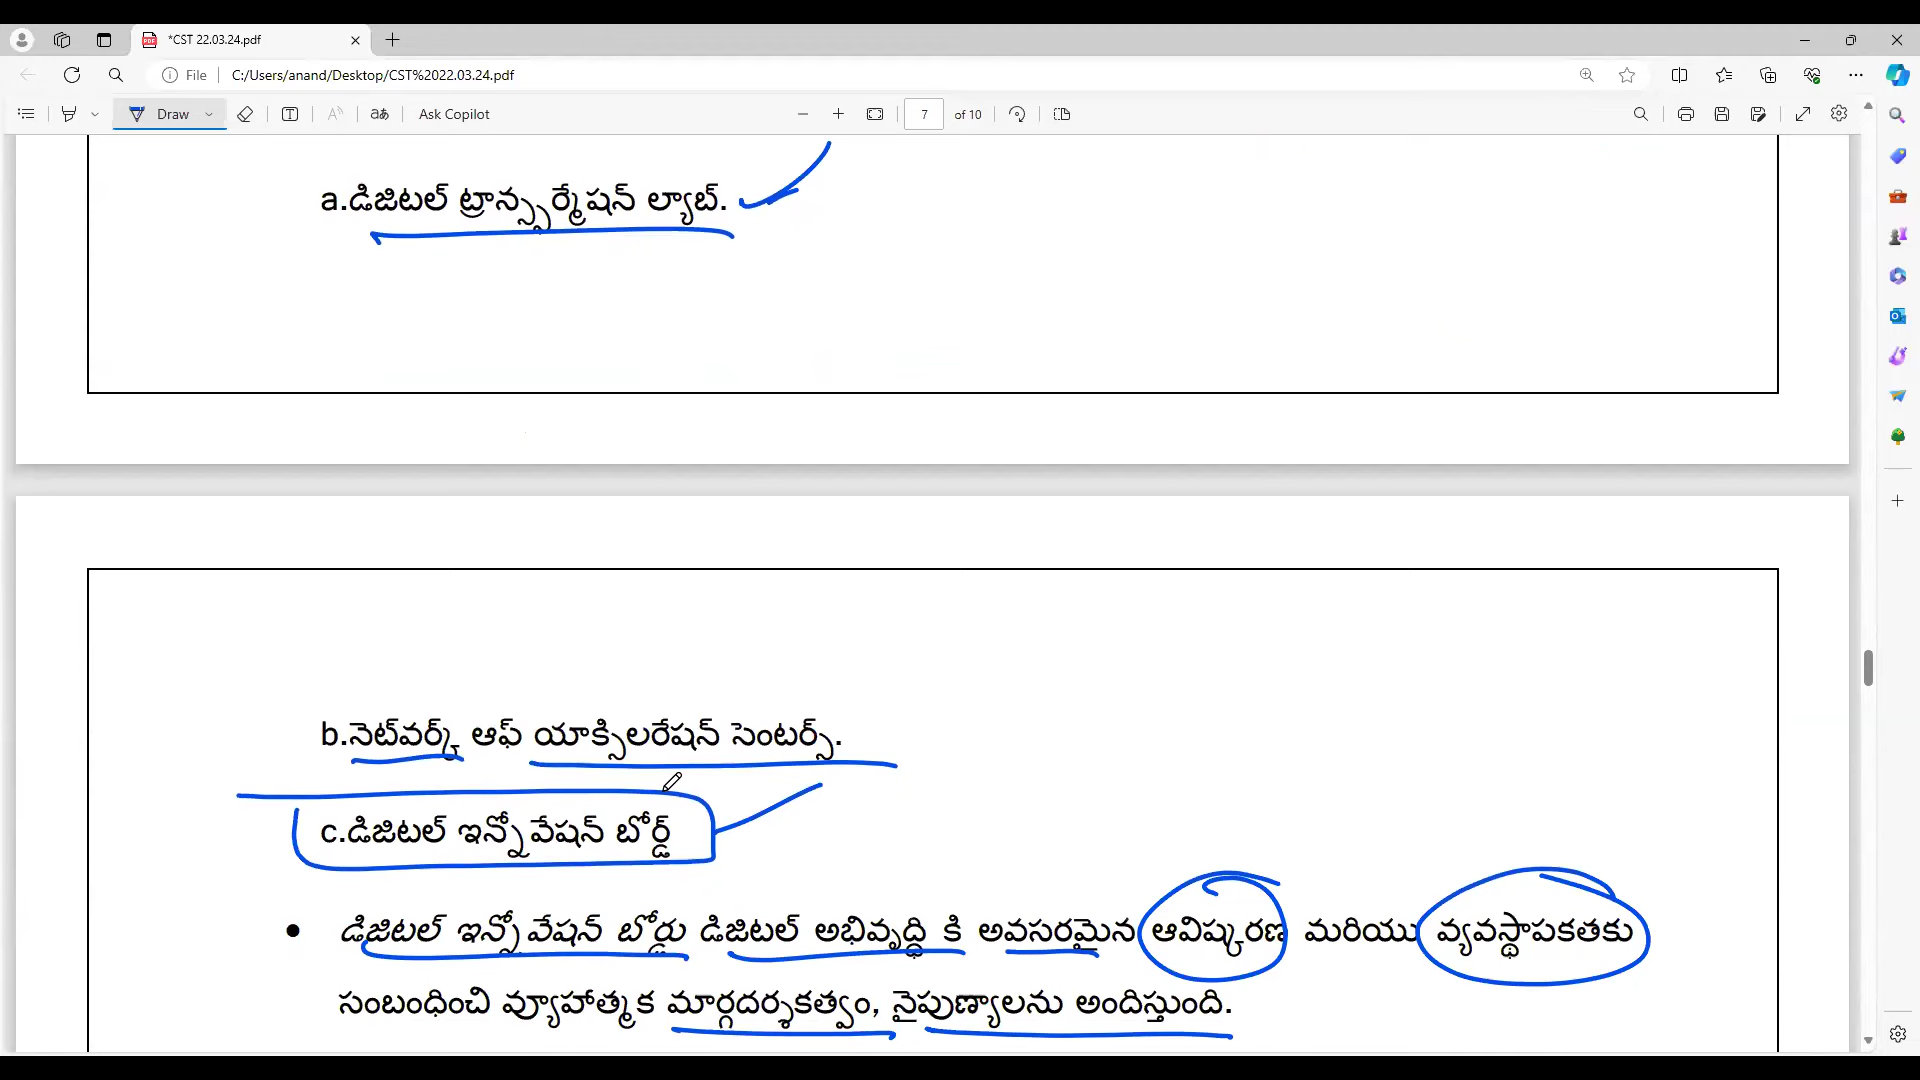 *CST 22.03.24.pdf
File C:/Users/anand/Desktop/CST%2022.03.24.pdf
Draw aあ Ask Copilot 7 of 10
a.డిజిటల్ ట్రాన్స్ఫర్మేషన్ ల్యాబ్.
b.నెట్‌వర్క్ ఆఫ్ యాక్సిలరేషన్ సెంటర్స్.
c.డిజిటల్ ఇన్నోవేషన్ బోర్డ్
• డిజిటల్ ఇన్నోవేషన్ బోర్డు డిజిటల్ అభివృద్ధి కి అవసరమైన ఆవిష్కరణ మరియు వ్యవస్థాపకతకు
సంబంధించి వ్యూహాత్మక మార్గదర్శకత్వం, నైపుణ్యాలను అందిస్తుంది.